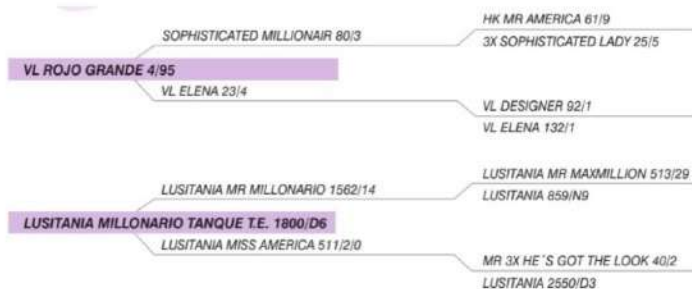 HK MR AMERICA 61/9
SOPHISTICATED MILLIONAIR 80/3
3X SOPHISTICATED LADY 25/5
VL ROJO GRANDE 4/95
VL ELENA 23/4
VL DESIGNER 92/1
VL ELENA 132/1
LUSITANIA MR MAXMILLION 513/29
LUSITANIA MR MILLONARIO 1562/14
LUSITANIA 859/N9
LUSITANIA MILLONARIO TANQUE T.E. 1800/D6
LUSITANIA MISS AMERICA 511/2/0
MR 3X HE´S GOT THE LOOK 40/2
LUSITANIA 2550/D3